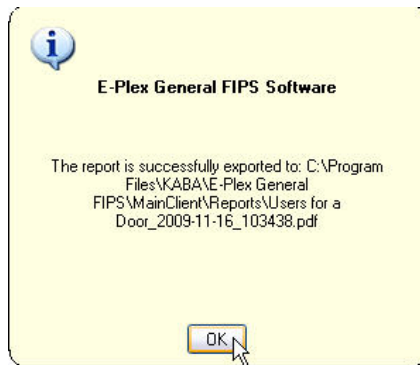 E-Plex General FIPS Software
The report is successfully exported to: C:\Program
Files\KABA\E-Plex General
FIPS\MainClient\Reports\Users for a
Door_2009-11-16_103438.pdf
OK